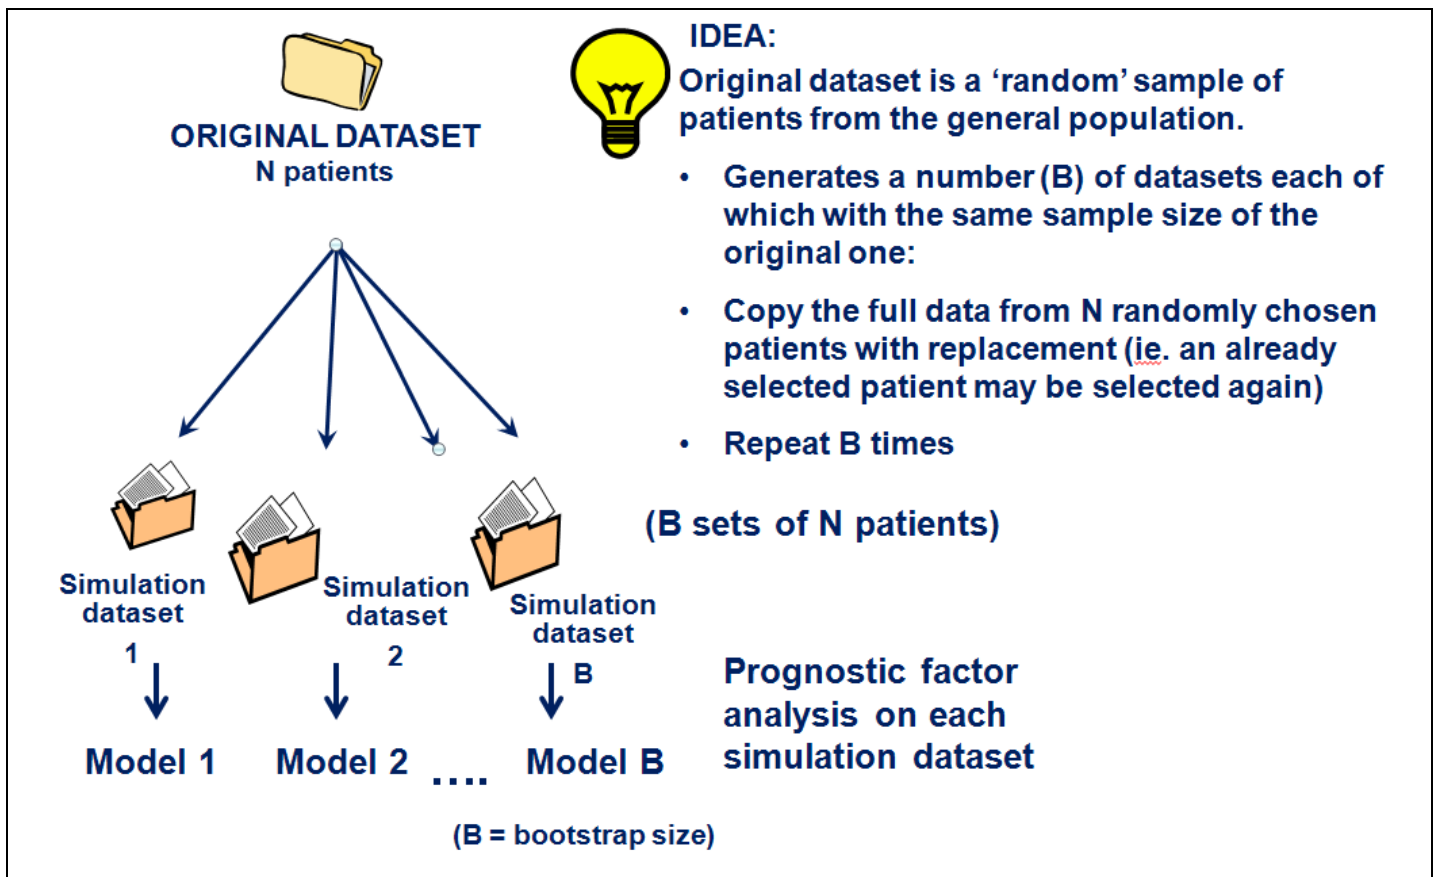 ORIGINAL DATASET
N patients
IDEA:
Original dataset is a ‘random’ sample of
patients from the general population.
• Generates a number (B) of datasets each of
which with the same sample size of the
original one:
• Copy the full data from N randomly chosen
patients with replacement (ie. an already
selected patient may be selected again)
• Repeat B times
(B sets of N patients)
Simulation
dataset
1
Simulation
dataset
2
Simulation
dataset
B
Prognostic factor
analysis on each
simulation dataset
Model 1
Model 2
....
Model B
(B = bootstrap size)